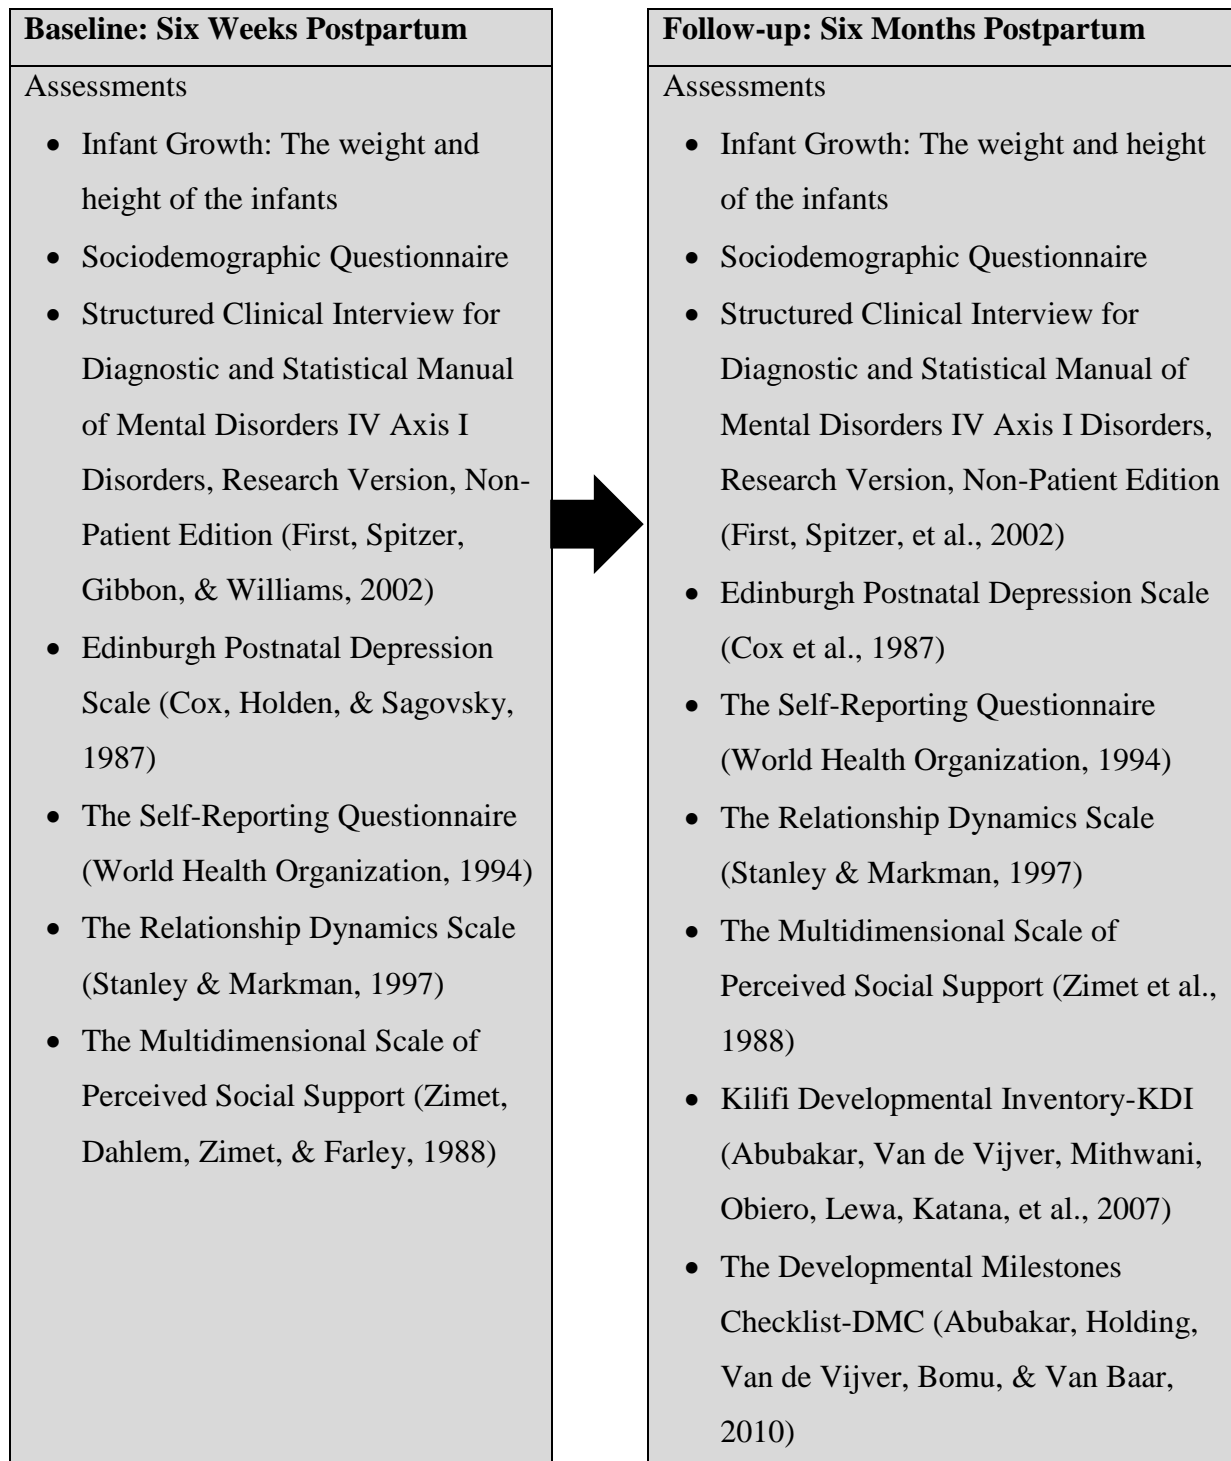 Baseline: Six Weeks Postpartum
Assessments
• Infant Growth: The weight and
height of the infants
• Sociodemographic Questionnaire
• Structured Clinical Interview for
Diagnostic and Statistical Manual
of Mental Disorders IV Axis I
Disorders, Research Version, Non-
Patient Edition (First, Spitzer,
Gibbon, & Williams, 2002)
• Edinburgh Postnatal Depression
Scale (Cox, Holden, & Sagovsky,
1987)
• The Self-Reporting Questionnaire
(World Health Organization, 1994)
• The Relationship Dynamics Scale
(Stanley & Markman, 1997)
• The Multidimensional Scale of
Perceived Social Support (Zimet,
Dahlem, Zimet, & Farley, 1988)
Follow-up: Six Months Postpartum
Assessments
• Infant Growth: The weight and height
of the infants
• Sociodemographic Questionnaire
• Structured Clinical Interview for
Diagnostic and Statistical Manual of
Mental Disorders IV Axis I Disorders,
Research Version, Non-Patient Edition
(First, Spitzer, et al., 2002)
• Edinburgh Postnatal Depression Scale
(Cox et al., 1987)
• The Self-Reporting Questionnaire
(World Health Organization, 1994)
• The Relationship Dynamics Scale
(Stanley & Markman, 1997)
• The Multidimensional Scale of
Perceived Social Support (Zimet et al.,
1988)
• Kilifi Developmental Inventory-KDI
(Abubakar, Van de Vijver, Mithwani,
Obiero, Lewa, Katana, et al., 2007)
• The Developmental Milestones
Checklist-DMC (Abubakar, Holding,
Van de Vijver, Bomu, & Van Baar,
2010)